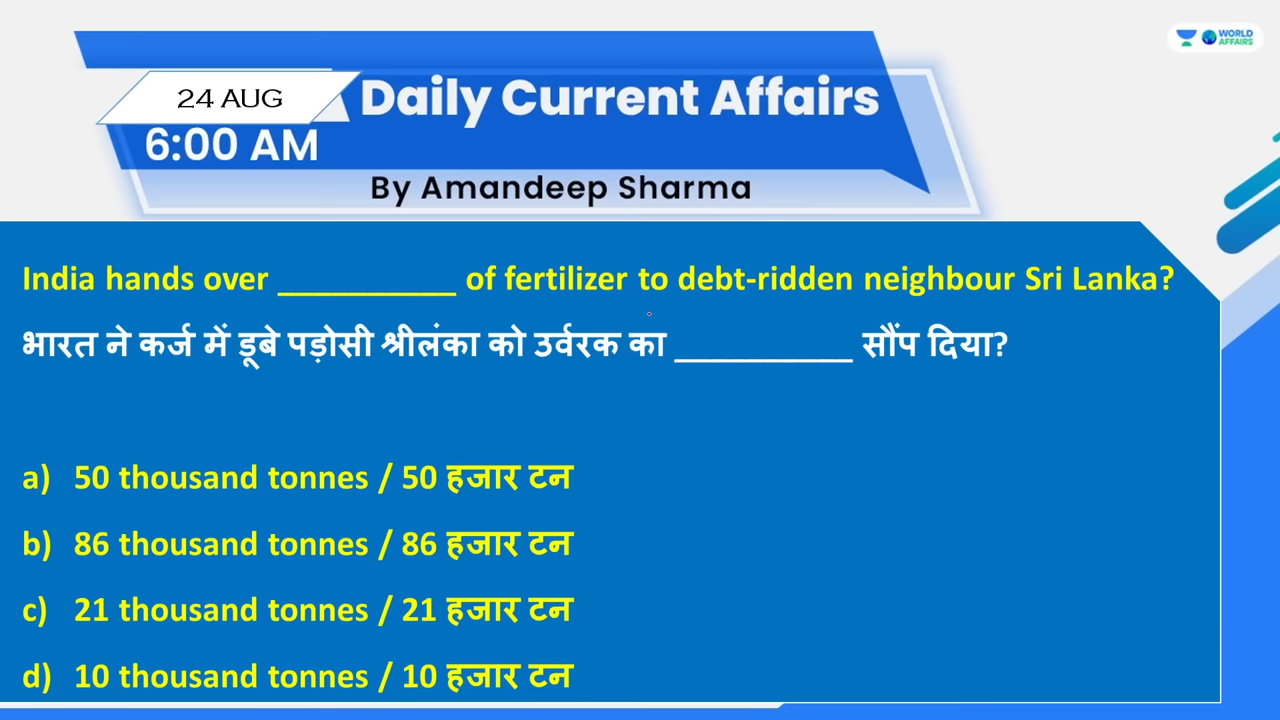 WORLD
AFFAIRS
24 AUG
Daily Current Affairs
6:00 AM
By Amandeep Sharma
India hands over __________ of fertilizer to debt-ridden neighbour Sri Lanka?
भारत ने कर्ज में डूबे पड़ोसी श्रीलंका को उर्वरक का __________ सौंप दिया?
a) 50 thousand tonnes / 50 हजार टन
b) 86 thousand tonnes / 86 हजार टन
c) 21 thousand tonnes / 21 हजार टन
d) 10 thousand tonnes / 10 हजार टन